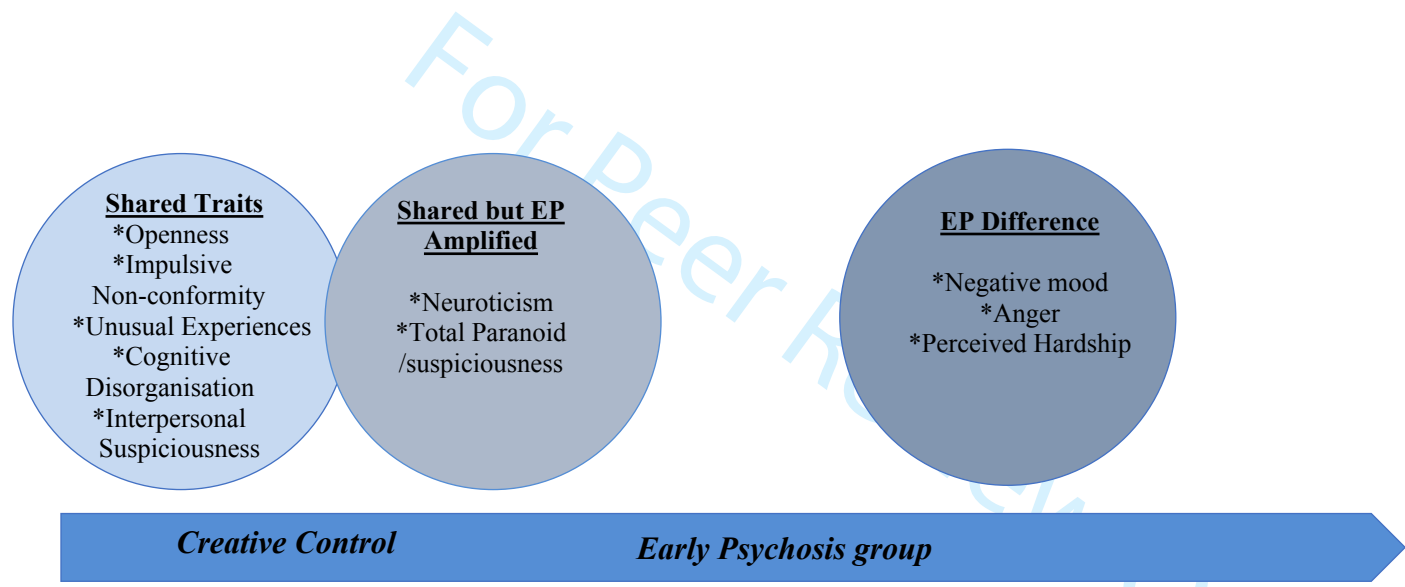 For Peer Review
Shared Traits
*Openness
*Impulsive
Non-conformity
*Unusual Experiences
*Cognitive
Disorganisation
*Interpersonal
Suspiciousness
Shared but EP
Amplified
*Neuroticism
*Total Paranoid
/suspiciousness
EP Difference
*Negative mood
*Anger
*Perceived Hardship
Creative Control
Early Psychosis group